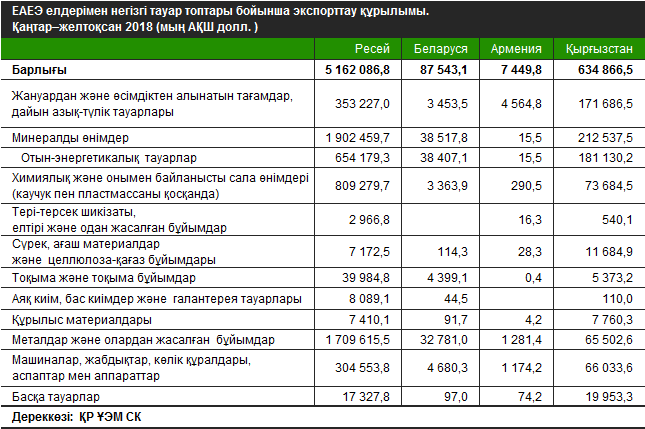 ЕАЕЭ елдерімен негізгі тауар топтары бойынша экспорттау құрылымы.
Қаңтар–желтоқсан 2018 (мың АҚШ долл. )
Ресей Беларуся Армения Қырғызстан
Барлығы 5 162 086,8 87 543,1 7 449,8 634 866,5
Жануардан және өсімдіктен алынатын тағамдар,
дайын азық-түлік тауарлары 353 227,0 3 453,5 4 564,8 171 686,5
Минералды өнімдер 1 902 459,7 38 517,8 15,5 212 537,5
Отын-энергетикалық тауарлар 654 179,3 38 407,1 15,5 181 130,2
Химиялық және онымен байланысты сала өнімдері
(каучук пен пластмассаны қосқанда) 809 279,7 3 363,9 290,5 73 684,5
Тері-терсек шикізаты,
елтірі және одан жасалған бұйымдар 2 966,8 16,3 540,1
Сүрек, ағаш материалдар
және целлюлоза-қағаз бұйымдары 7 172,5 114,3 28,3 11 684,9
Тоқыма және тоқыма бұйымдар 39 984,8 4 399,1 0,4 5 373,2
Аяқ киім, бас киімдер және галантерея тауарлары 8 089,1 44,5 110,0
Құрылыс материалдары 7 410,1 91,7 4,2 7 760,3
Металдар және олардан жасалған бұйымдар 1 709 615,5 32 781,0 1 281,4 65 502,6
Машиналар, жабдықтар, көлік құралдары,
аспаптар мен аппараттар 304 553,8 4 680,3 1 174,2 66 033,6
Басқа тауарлар 17 327,8 97,0 74,2 19 953,3
Дереккөзі: ҚР ҰЭМ СК